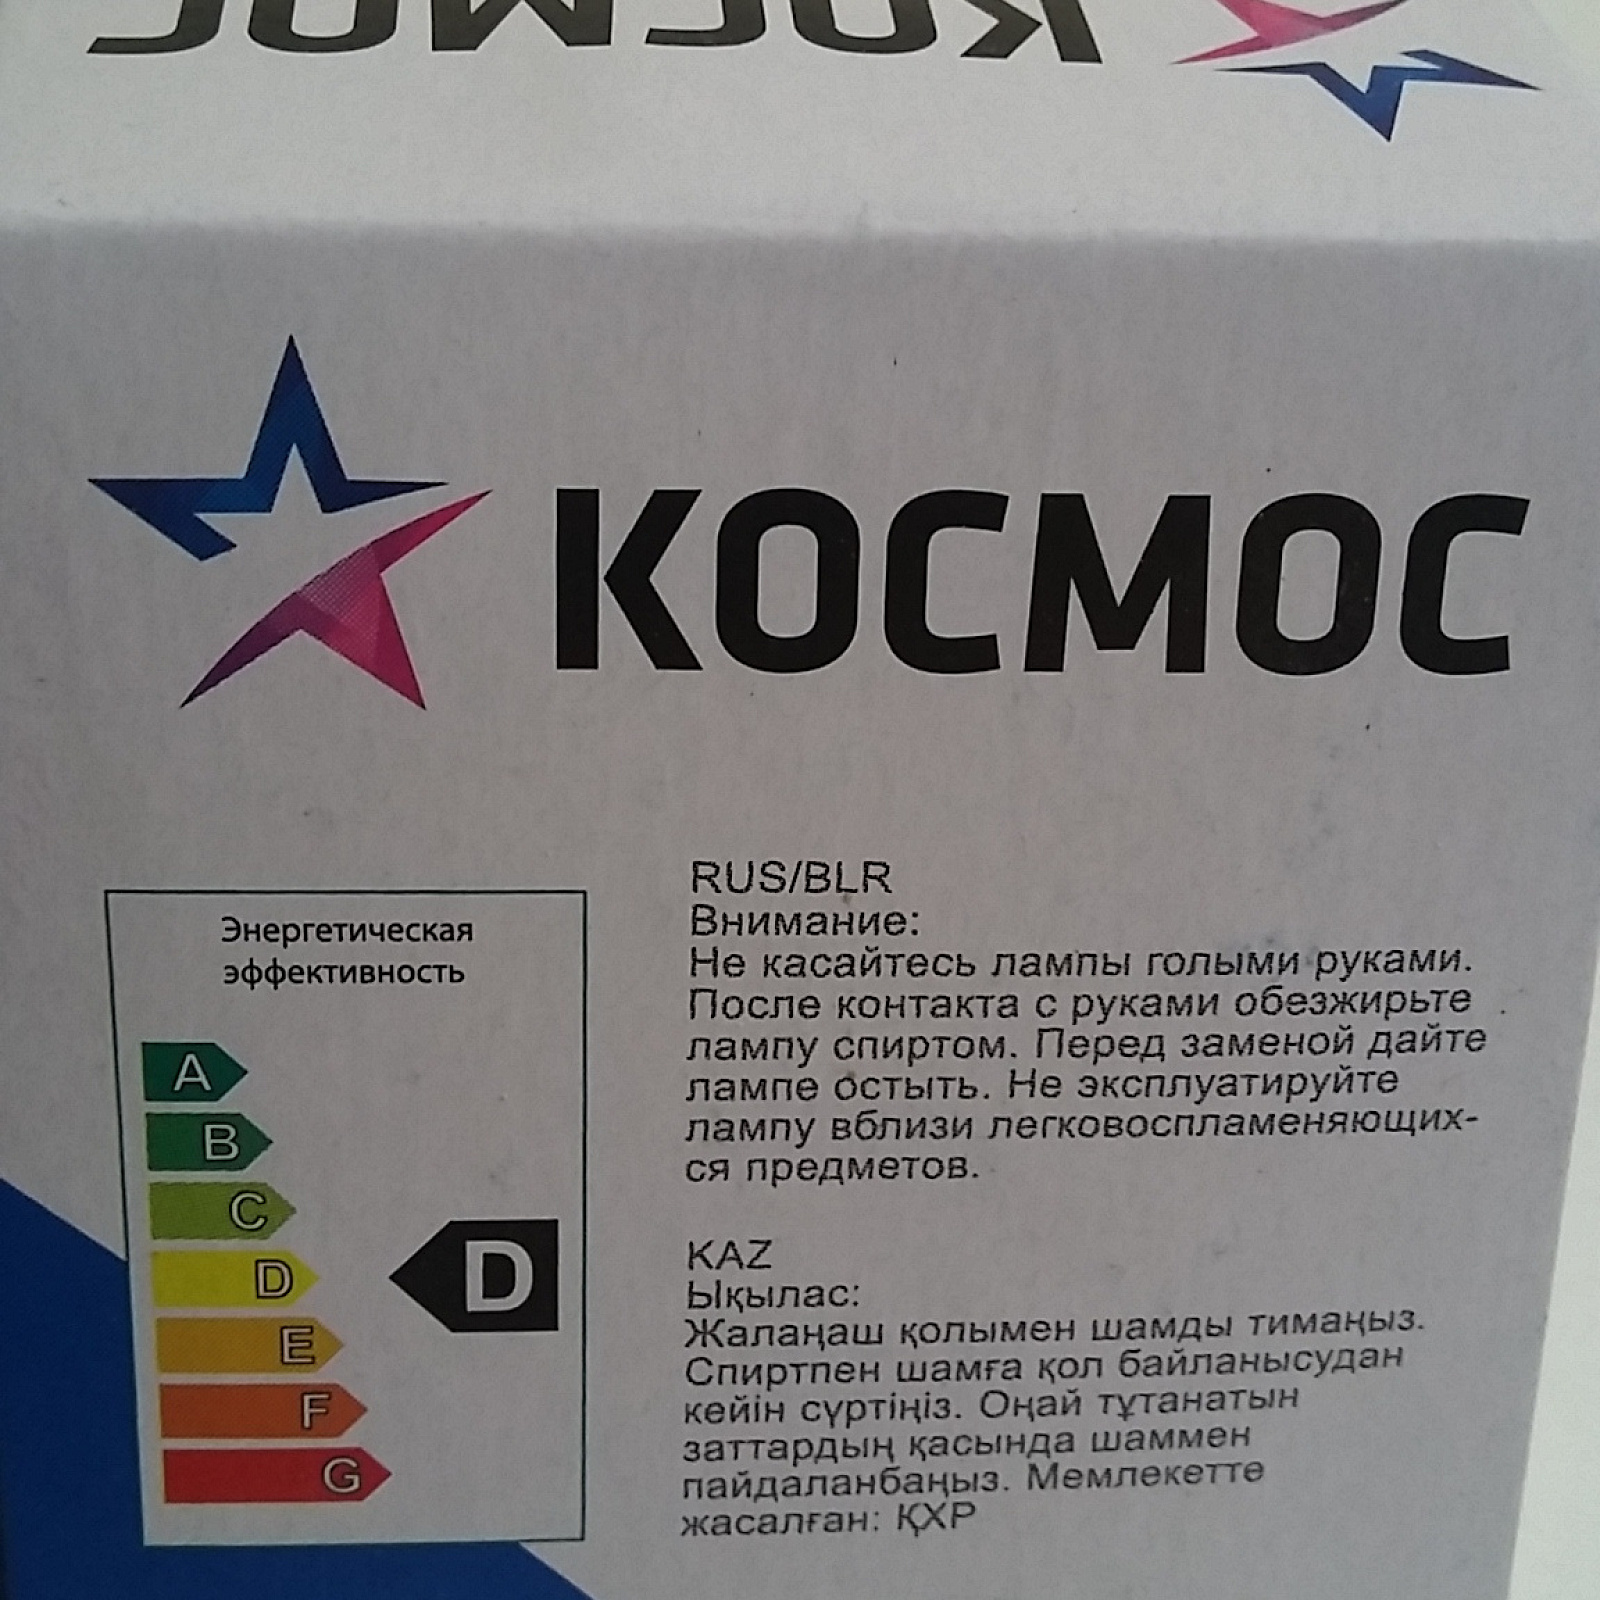 КОСМОС
КОСМОС
Энергетическая
эффективность
A
B
C
D
D
E
F
G
RUS/BLR
Внимание:
Не касайтесь лампы голыми руками.
После контакта с руками обезжирьте
лампу спиртом. Перед заменой дайте
лампе остыть. Не эксплуатируйте
лампу вблизи легковоспламеняющих-
ся предметов.
KAZ
Ықылас:
Жалаңаш қолымен шамды тимаңыз.
Спиртпен шамға қол байланысудан
кейін сүртіңіз. Оңай тұтанатын
заттардың қасында шаммен
пайдаланбаңыз. Мемлекетте
жасалған: ҚХР